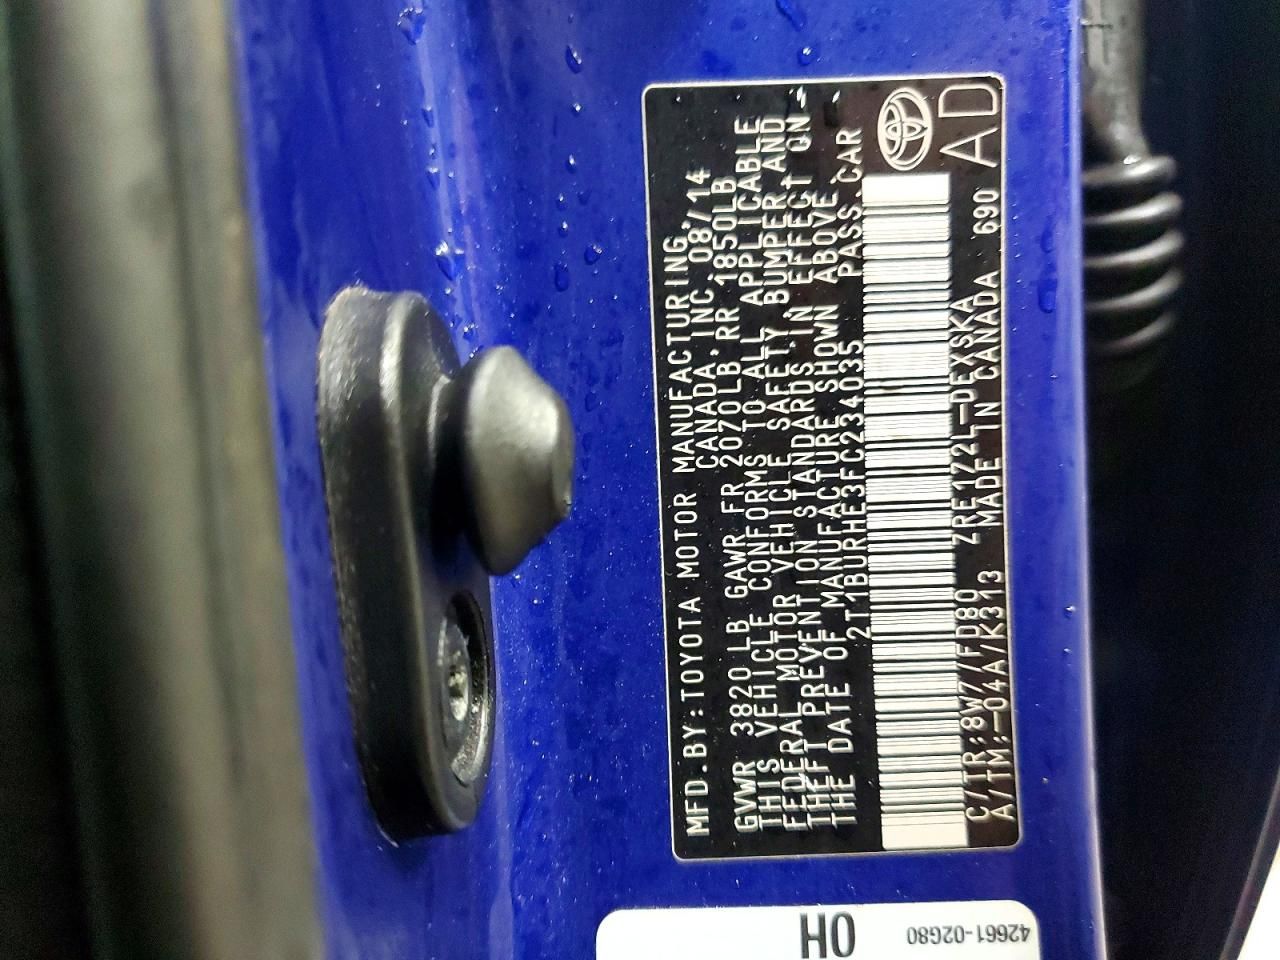 MFD.BY:TOYOTA MOTOR MANUFACTURING
CANADA, INC 08/14
GVWR 3820 LB GAWR FR 2070LB RR 1850LB
THIS VEHICLE CONFORMS TO ALL APPLICABLE
FEDERAL MOTOR VEHICLE SAFETY, BUMPER, AND
THEFT PREVENTION STANDARDS IN EFFECT ON
THE DATE OF MANUFACTURE SHOWN ABOVE.
2T1BURHE3FC234035 PASS.CAR
C/TR:8W7/FD80 ZRE172L-DEXSKA
A/TM:-04A/K313 MADE IN CANADA 690
AD
0H
42661-02G80